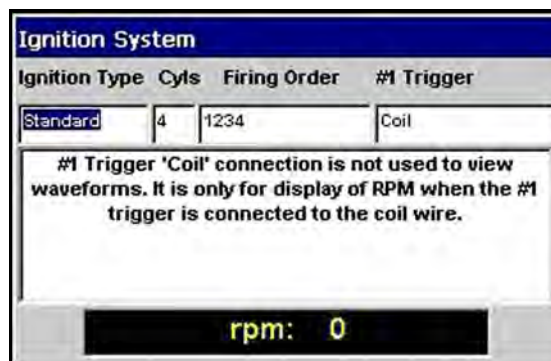 Ignition System
Ignition Type Cyls Firing Order #1 Trigger
Standard 4 1234 Coil
#1 Trigger 'Coil' connection is not used to view
waveforms. It is only for display of RPM when the #1
trigger is connected to the coil wire.
rpm: 0